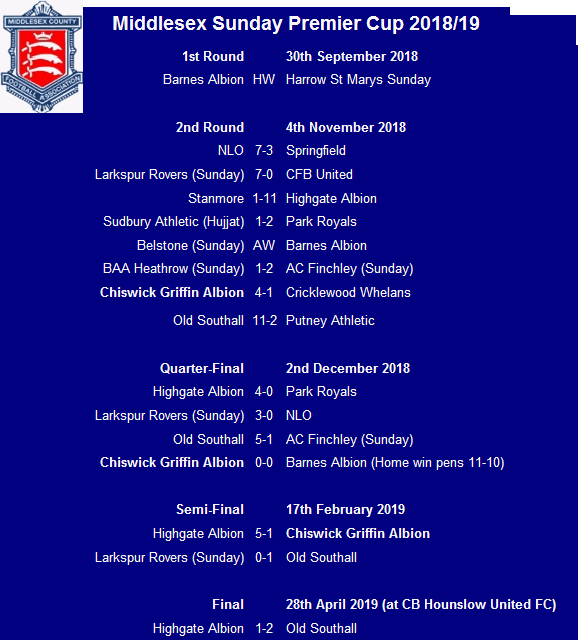 MIDDLESEX COUNTY
FOOTBALL ASSOCIATION
Middlesex Sunday Premier Cup 2018/19
1st Round 30th September 2018
Barnes Albion HW Harrow St Marys Sunday
2nd Round 4th November 2018
NLO 7-3 Springfield
Larkspur Rovers (Sunday) 7-0 CFB United
Stanmore 1-11 Highgate Albion
Sudbury Athletic (Hujjat) 1-2 Park Royals
Belstone (Sunday) AW Barnes Albion
BAA Heathrow (Sunday) 1-2 AC Finchley (Sunday)
Chiswick Griffin Albion 4-1 Cricklewood Whelans
Old Southall 11-2 Putney Athletic
Quarter-Final 2nd December 2018
Highgate Albion 4-0 Park Royals
Larkspur Rovers (Sunday) 3-0 NLO
Old Southall 5-1 AC Finchley (Sunday)
Chiswick Griffin Albion 0-0 Barnes Albion (Home win pens 11-10)
Semi-Final 17th February 2019
Highgate Albion 5-1 Chiswick Griffin Albion
Larkspur Rovers (Sunday) 0-1 Old Southall
Final 28th April 2019 (at CB Hounslow United FC)
Highgate Albion 1-2 Old Southall